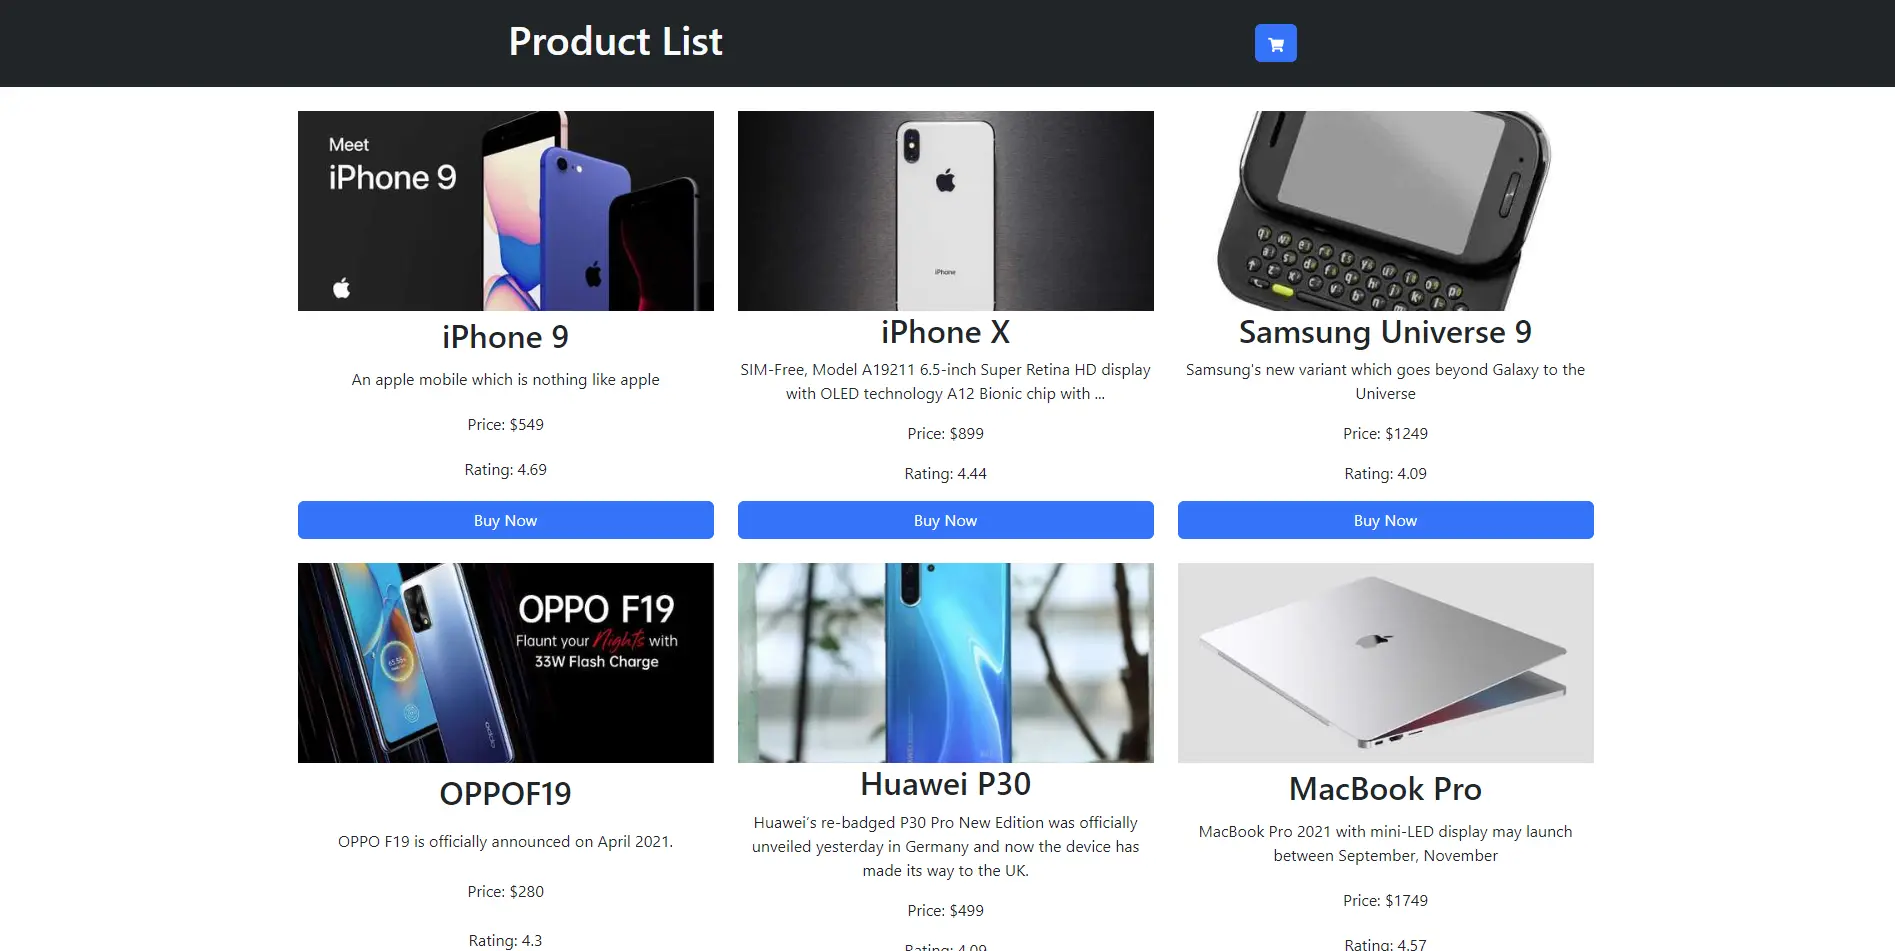 Product List
Meet
iPhone 9
iPhone
iPhone 9
An apple mobile which is nothing like apple
Price: $549
Rating: 4.69
Buy Now
iPhone X
SIM-Free, Model A19211 6.5-inch Super Retina HD display
with OLED technology A12 Bionic chip with ...
Price: $899
Rating: 4.44
Buy Now
Samsung Universe 9
Samsung's new variant which goes beyond Galaxy to the
Universe
Price: $1249
Rating: 4.09
Buy Now
OPPO F19
Flaunt your Nights with
33W Flash Charge
oppo
OPPOF19
OPPO F19 is officially announced on April 2021.
Price: $280
Rating: 4.3
Huawei P30
Huawei’s re-badged P30 Pro New Edition was officially
unveiled yesterday in Germany and now the device has
made its way to the UK.
Price: $499
Rating: 4.09
MacBook Pro
MacBook Pro 2021 with mini-LED display may launch
between September, November
Price: $1749
Rating: 4.57